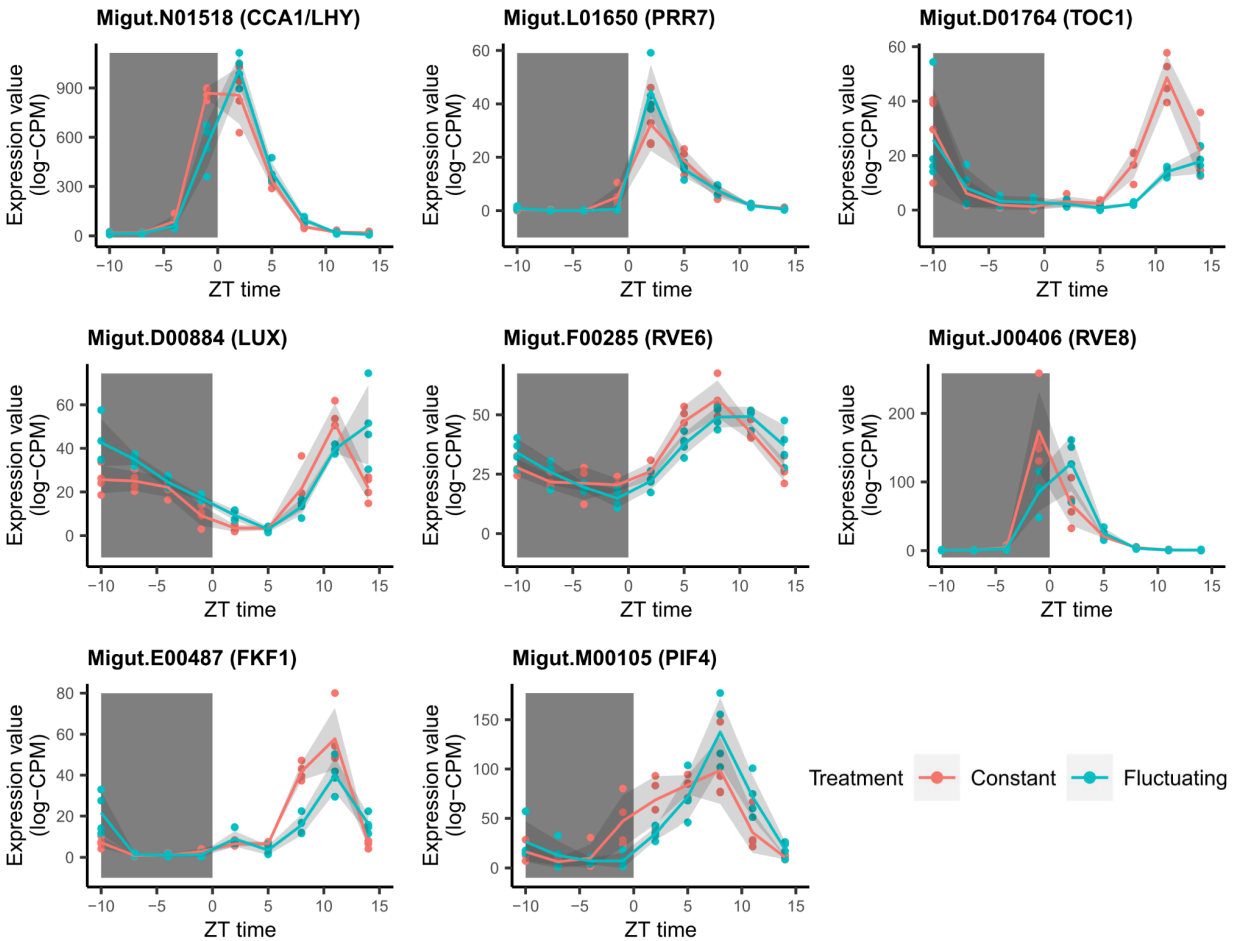 Migut.N01518 (CCA1/LHY)
Expression value
(log−CPM)
900
600
300
0
−10 −5 0 5 10 15
ZT time
Migut.L01650 (PRR7)
Expression value
(log−CPM)
60
40
20
0
−10 −5 0 5 10 15
ZT time
Migut.D01764 (TOC1)
Expression value
(log−CPM)
60
40
20
0
−10 −5 0 5 10 15
ZT time
Migut.D00884 (LUX)
Expression value
(log−CPM)
60
40
20
0
−10 −5 0 5 10 15
ZT time
Migut.F00285 (RVE6)
Expression value
(log−CPM)
50
25
0
−10 −5 0 5 10 15
ZT time
Migut.J00406 (RVE8)
Expression value
(log−CPM)
200
100
0
−10 −5 0 5 10 15
ZT time
Migut.E00487 (FKF1)
Expression value
(log−CPM)
80
60
40
20
0
−10 −5 0 5 10 15
ZT time
Migut.M00105 (PIF4)
Expression value
(log−CPM)
150
100
50
0
−10 −5 0 5 10 15
ZT time
Treatment Constant Fluctuating